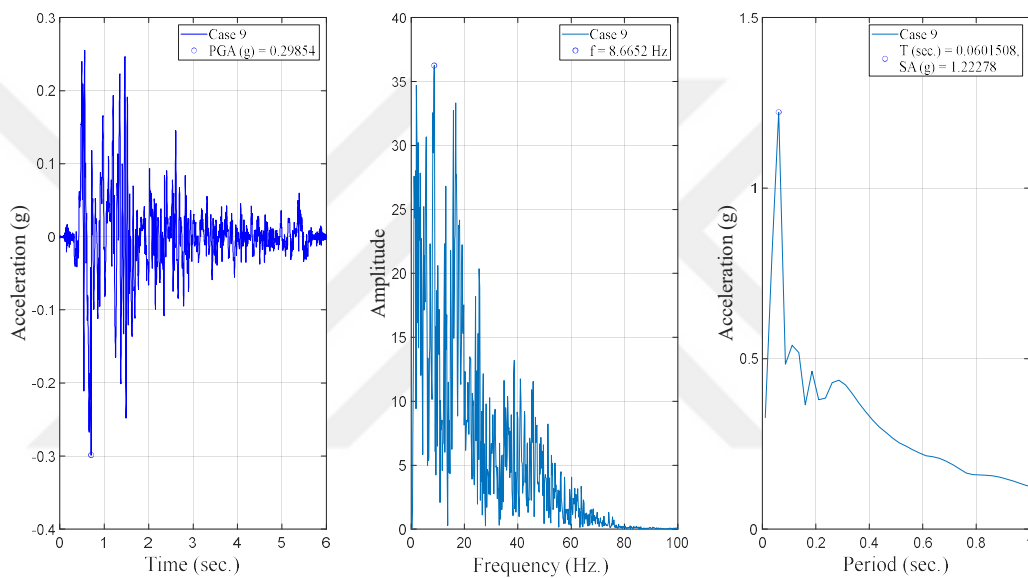 Case 9
PGA (g) = 0.29854
0.3
0.2
0.1
0
-0.1
-0.2
-0.3
-0.4
Acceleration (g)
0 1 2 3 4 5 6
Time (sec.)
Case 9
f = 8.6652 Hz
40
35
30
25
20
15
10
5
0
Amplitude
0 20 40 60 80 100
Frequency (Hz.)
Case 9
T (sec.) = 0.0601508,
SA (g) = 1.22278
1.5
1
0.5
0
Acceleration (g)
0 0.2 0.4 0.6 0.8
Period (sec.)